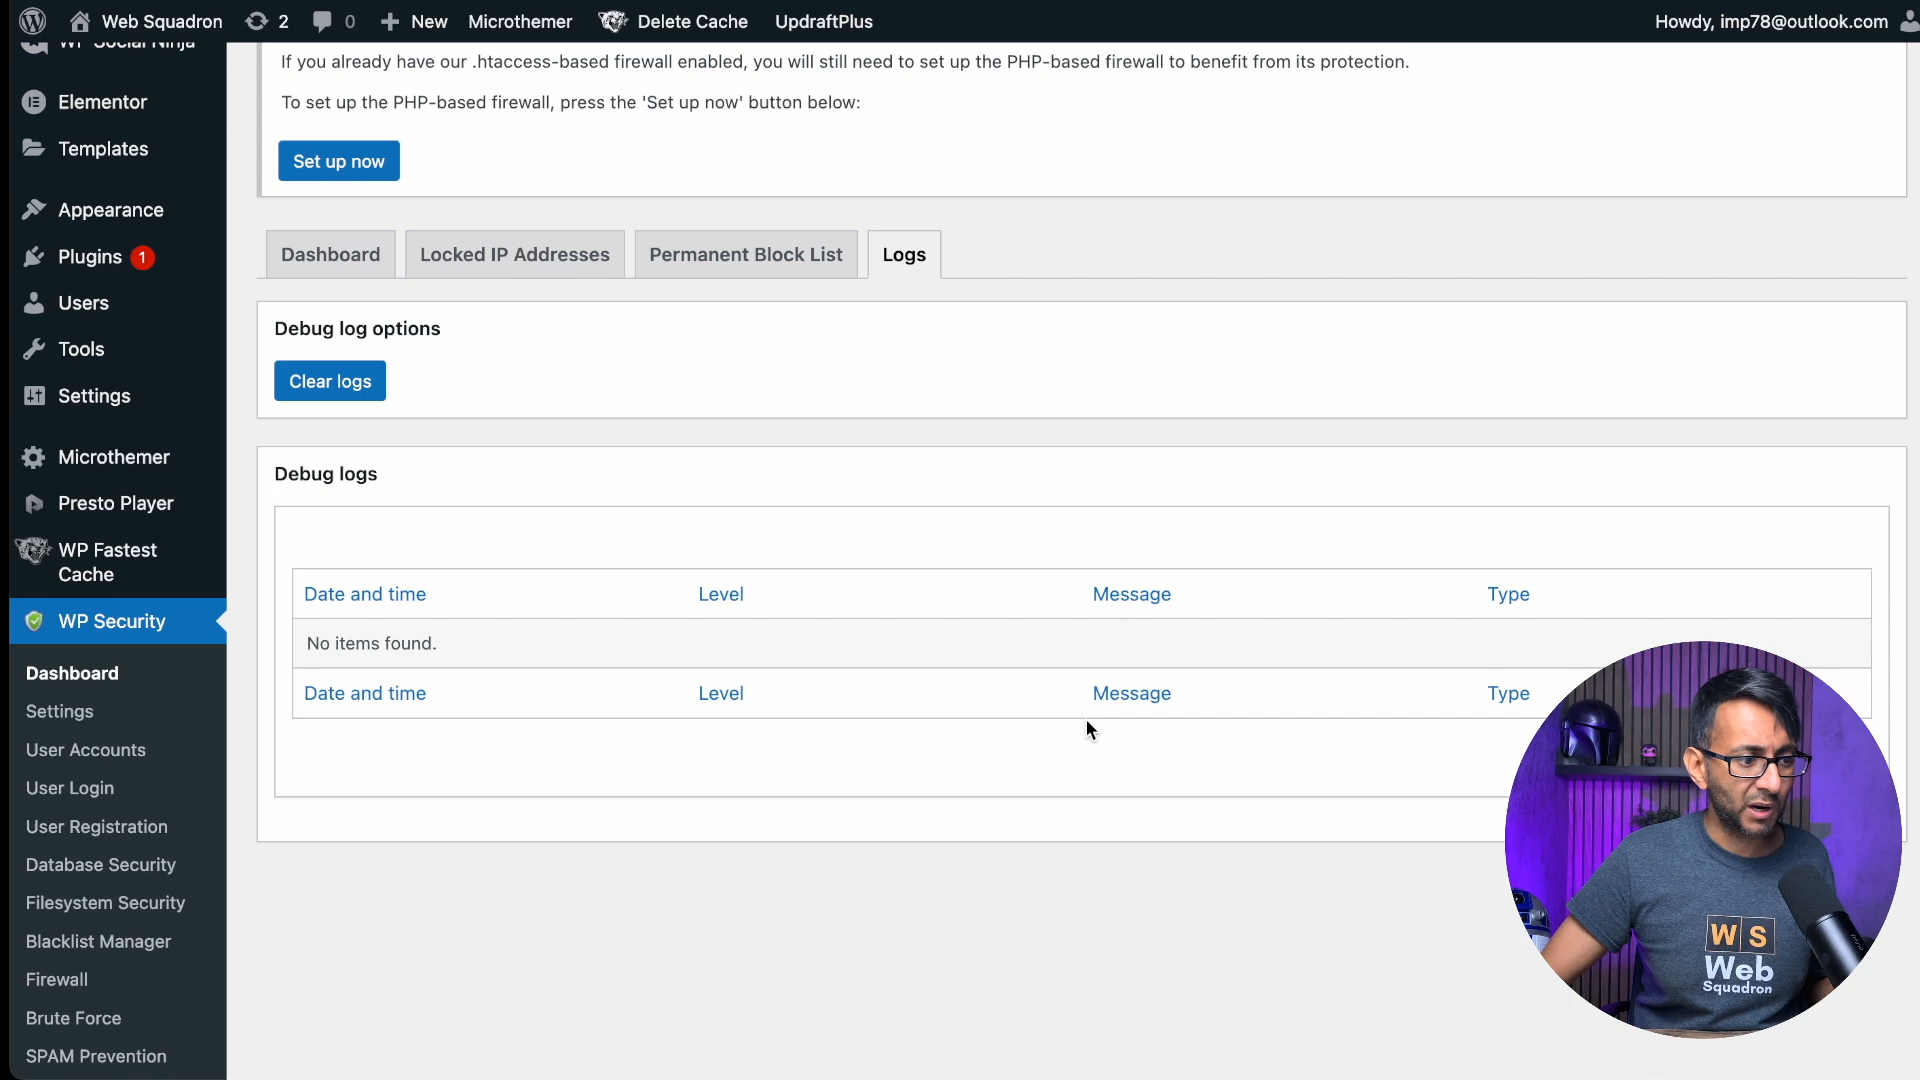 Web Squadron 2 0 New Microthemer Delete Cache UpdraftPlus Howdy, imp78@outlook.com
WP Social Ninja
Elementor
Templates
Appearance
Plugins 1
Users
Tools
Settings
Microthemer
Presto Player
WP Fastest
Cache
WP Security
Dashboard
Settings
User Accounts
User Login
User Registration
Database Security
Filesystem Security
Blacklist Manager
Firewall
Brute Force
SPAM Prevention
If you already have our .htaccess-based firewall enabled, you will still need to set up the PHP-based firewall to benefit from its protection.
To set up the PHP-based firewall, press the 'Set up now' button below:
Set up now
Dashboard Locked IP Addresses Permanent Block List Logs
Debug log options
Clear logs
Debug logs
Date and time Level Message Type
No items found.
Date and time Level Message Type
W S
Web
Squadron